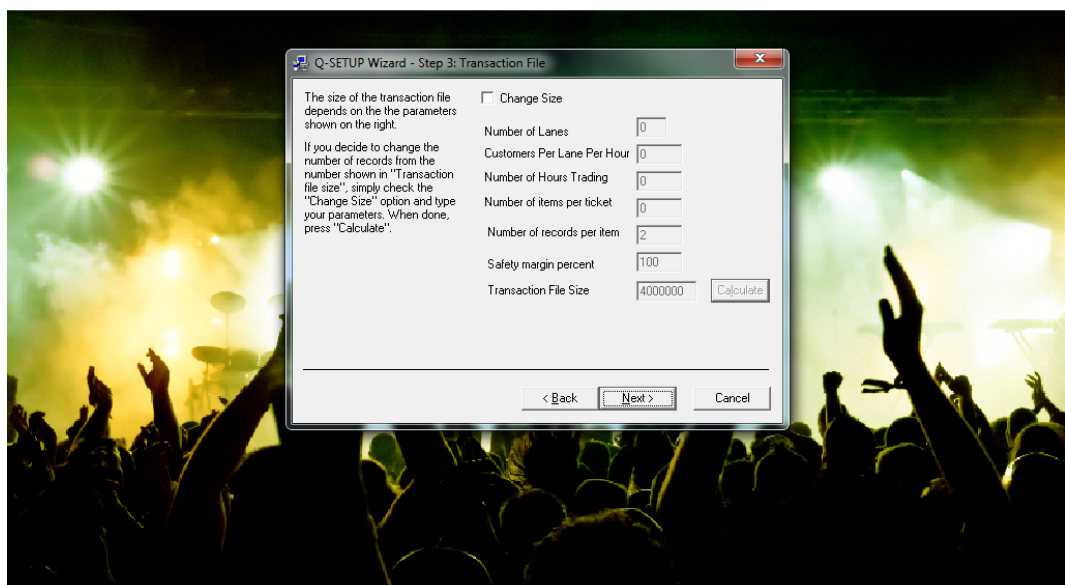 Q-SETUP Wizard - Step 3: Transaction File
The size of the transaction file
depends on the the parameters
shown on the right.
If you decide to change the
number of records from the
number shown in "Transaction
file size", simply check the
"Change Size" option and type
your parameters. When done,
press "Calculate".
Change Size
Number of Lanes 0
Customers Per Lane Per Hour 0
Number of Hours Trading 0
Number of items per ticket 0
Number of records per item 2
Safety margin percent 100
Transaction File Size 4000000 Calculate
< Back Next > Cancel